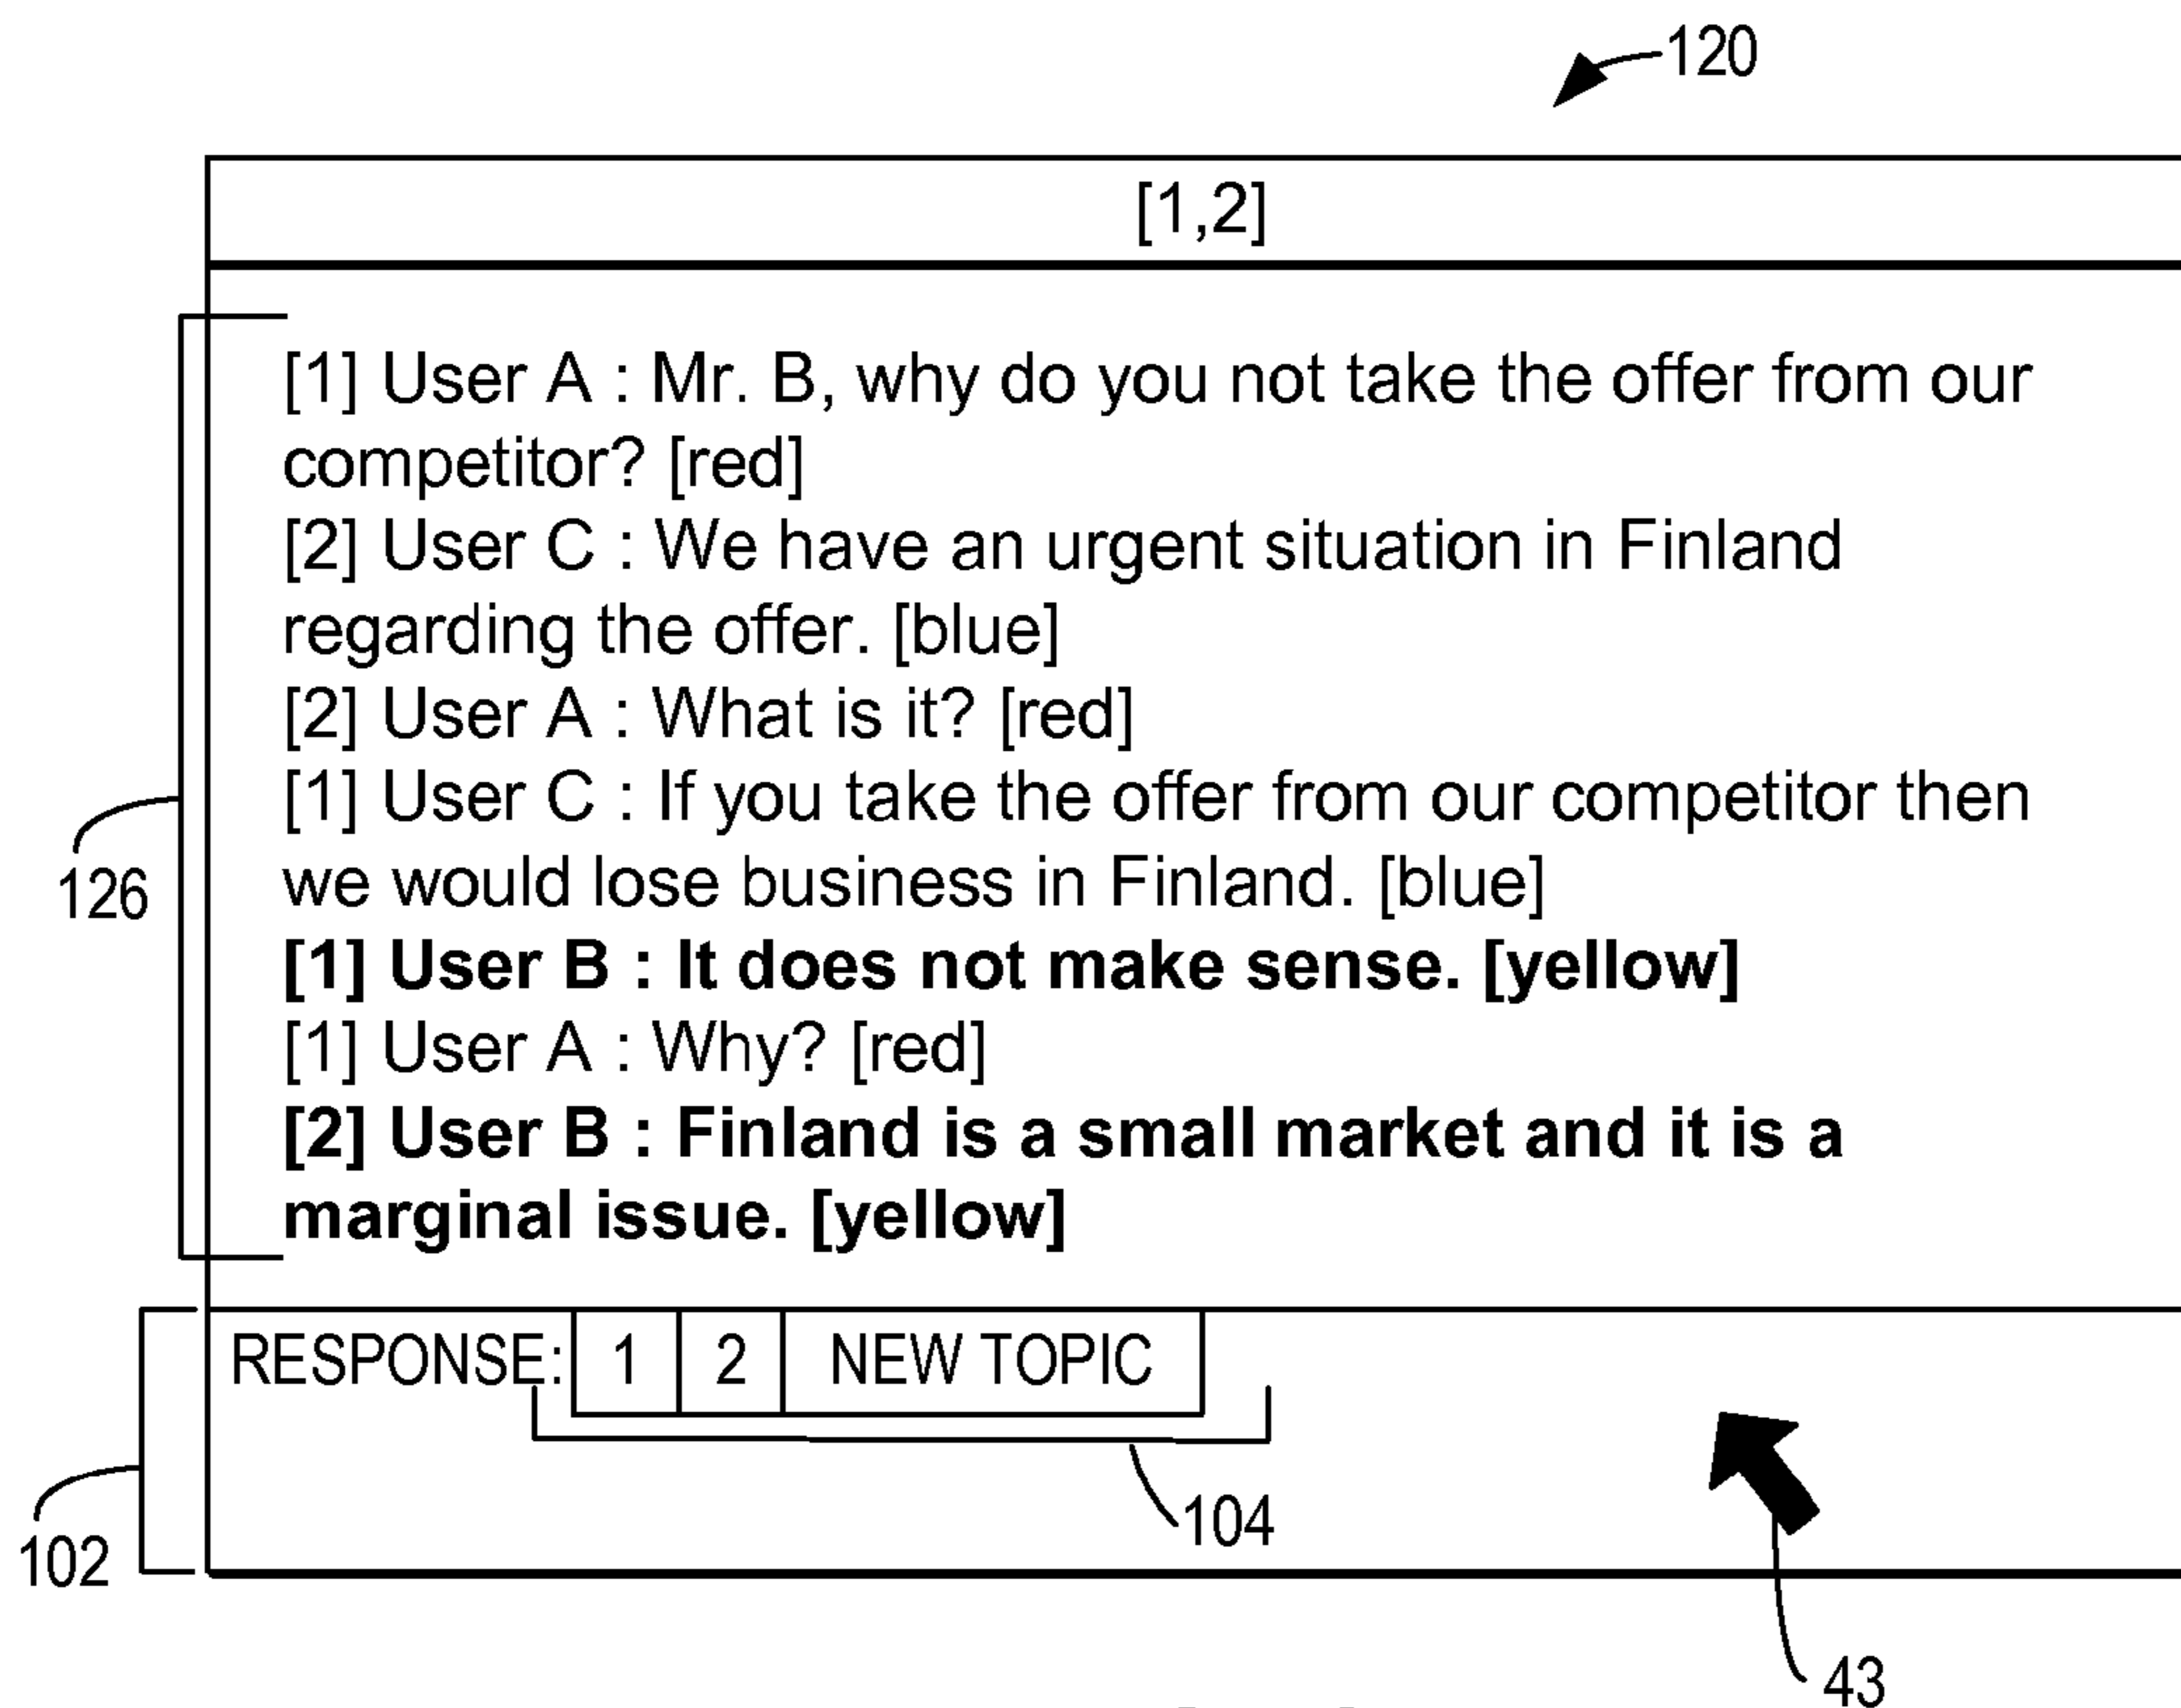 120
[1,2]
[1] User A : Mr. B, why do you not take the offer from our
competitor? [red]
[2] User C : We have an urgent situation in Finland
regarding the offer. [blue]
[2] User A : What is it? [red]
[1] User C : If you take the offer from our competitor then
we would lose business in Finland. [blue]
126
[1] User B : It does not make sense. [yellow]
[1] User A : Why? [red]
[2] User B : Finland is a small market and it is a
marginal issue. [yellow]
RESPONSE: 1 2 NEW TOPIC
104
102
43